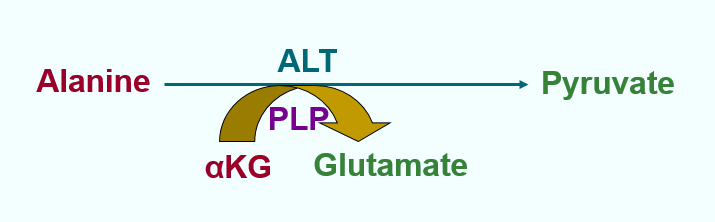 ALT
Alanine
Pyruvate
PLP
αKG
Glutamate